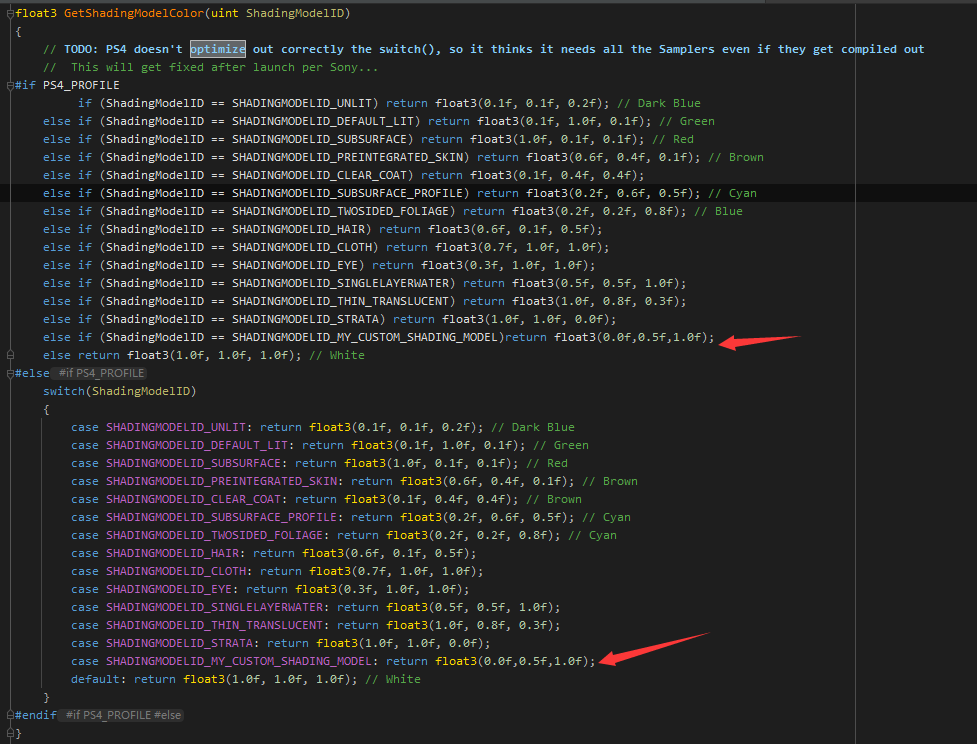 float3 GetShadingModelColor(uint ShadingModelID)
{
// TODO: PS4 doesn't optimize out correctly the switch(), so it thinks it needs all the Samplers even if they get compiled out
//  This will get fixed after launch per Sony...
#if PS4_PROFILE
if (ShadingModelID == SHADINGMODELID_UNLIT) return float3(0.1f, 0.1f, 0.2f); // Dark Blue
else if (ShadingModelID == SHADINGMODELID_DEFAULT_LIT) return float3(0.1f, 1.0f, 0.1f); // Green
else if (ShadingModelID == SHADINGMODELID_SUBSURFACE) return float3(1.0f, 0.1f, 0.1f); // Red
else if (ShadingModelID == SHADINGMODELID_PREINTEGRATED_SKIN) return float3(0.6f, 0.4f, 0.1f); // Brown
else if (ShadingModelID == SHADINGMODELID_CLEAR_COAT) return float3(0.1f, 0.4f, 0.4f);
else if (ShadingModelID == SHADINGMODELID_SUBSURFACE_PROFILE) return float3(0.2f, 0.6f, 0.5f); // Cyan
else if (ShadingModelID == SHADINGMODELID_TWOSIDED_FOLIAGE) return float3(0.2f, 0.2f, 0.8f); // Blue
else if (ShadingModelID == SHADINGMODELID_HAIR) return float3(0.6f, 0.1f, 0.5f);
else if (ShadingModelID == SHADINGMODELID_CLOTH) return float3(0.7f, 1.0f, 1.0f);
else if (ShadingModelID == SHADINGMODELID_EYE) return float3(0.3f, 1.0f, 1.0f);
else if (ShadingModelID == SHADINGMODELID_SINGLELAYERWATER) return float3(0.5f, 0.5f, 1.0f);
else if (ShadingModelID == SHADINGMODELID_THIN_TRANSLUCENT) return float3(1.0f, 0.8f, 0.3f);
else if (ShadingModelID == SHADINGMODELID_STRATA) return float3(1.0f, 1.0f, 0.0f);
else if (ShadingModelID == SHADINGMODELID_MY_CUSTOM_SHADING_MODEL)return float3(0.0f,0.5f,1.0f);
else return float3(1.0f, 1.0f, 1.0f); // White
#else #if PS4_PROFILE
switch(ShadingModelID)
{
case SHADINGMODELID_UNLIT: return float3(0.1f, 0.1f, 0.2f); // Dark Blue
case SHADINGMODELID_DEFAULT_LIT: return float3(0.1f, 1.0f, 0.1f); // Green
case SHADINGMODELID_SUBSURFACE: return float3(1.0f, 0.1f, 0.1f); // Red
case SHADINGMODELID_PREINTEGRATED_SKIN: return float3(0.6f, 0.4f, 0.1f); // Brown
case SHADINGMODELID_CLEAR_COAT: return float3(0.1f, 0.4f, 0.4f); // Brown
case SHADINGMODELID_SUBSURFACE_PROFILE: return float3(0.2f, 0.6f, 0.5f); // Cyan
case SHADINGMODELID_TWOSIDED_FOLIAGE: return float3(0.2f, 0.2f, 0.8f); // Cyan
case SHADINGMODELID_HAIR: return float3(0.6f, 0.1f, 0.5f);
case SHADINGMODELID_CLOTH: return float3(0.7f, 1.0f, 1.0f);
case SHADINGMODELID_EYE: return float3(0.3f, 1.0f, 1.0f);
case SHADINGMODELID_SINGLELAYERWATER: return float3(0.5f, 0.5f, 1.0f);
case SHADINGMODELID_THIN_TRANSLUCENT: return float3(1.0f, 0.8f, 0.3f);
case SHADINGMODELID_STRATA: return float3(1.0f, 1.0f, 0.0f);
case SHADINGMODELID_MY_CUSTOM_SHADING_MODEL: return float3(0.0f,0.5f,1.0f);
default: return float3(1.0f, 1.0f, 1.0f); // White
}
#endif #if PS4_PROFILE #else
}